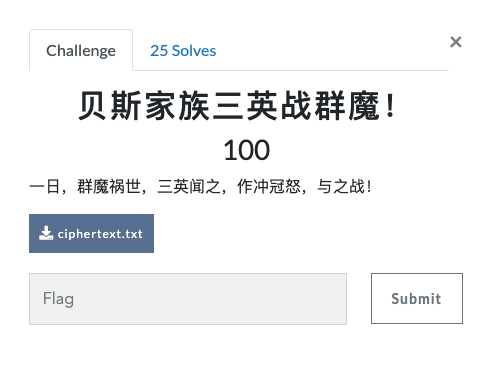 Challenge
25 Solves
×
贝斯家族三英战群魔！
100
一日，群魔祸世，三英闻之，作冲冠怒，与之战！
ciphertext.txt
Flag
Submit